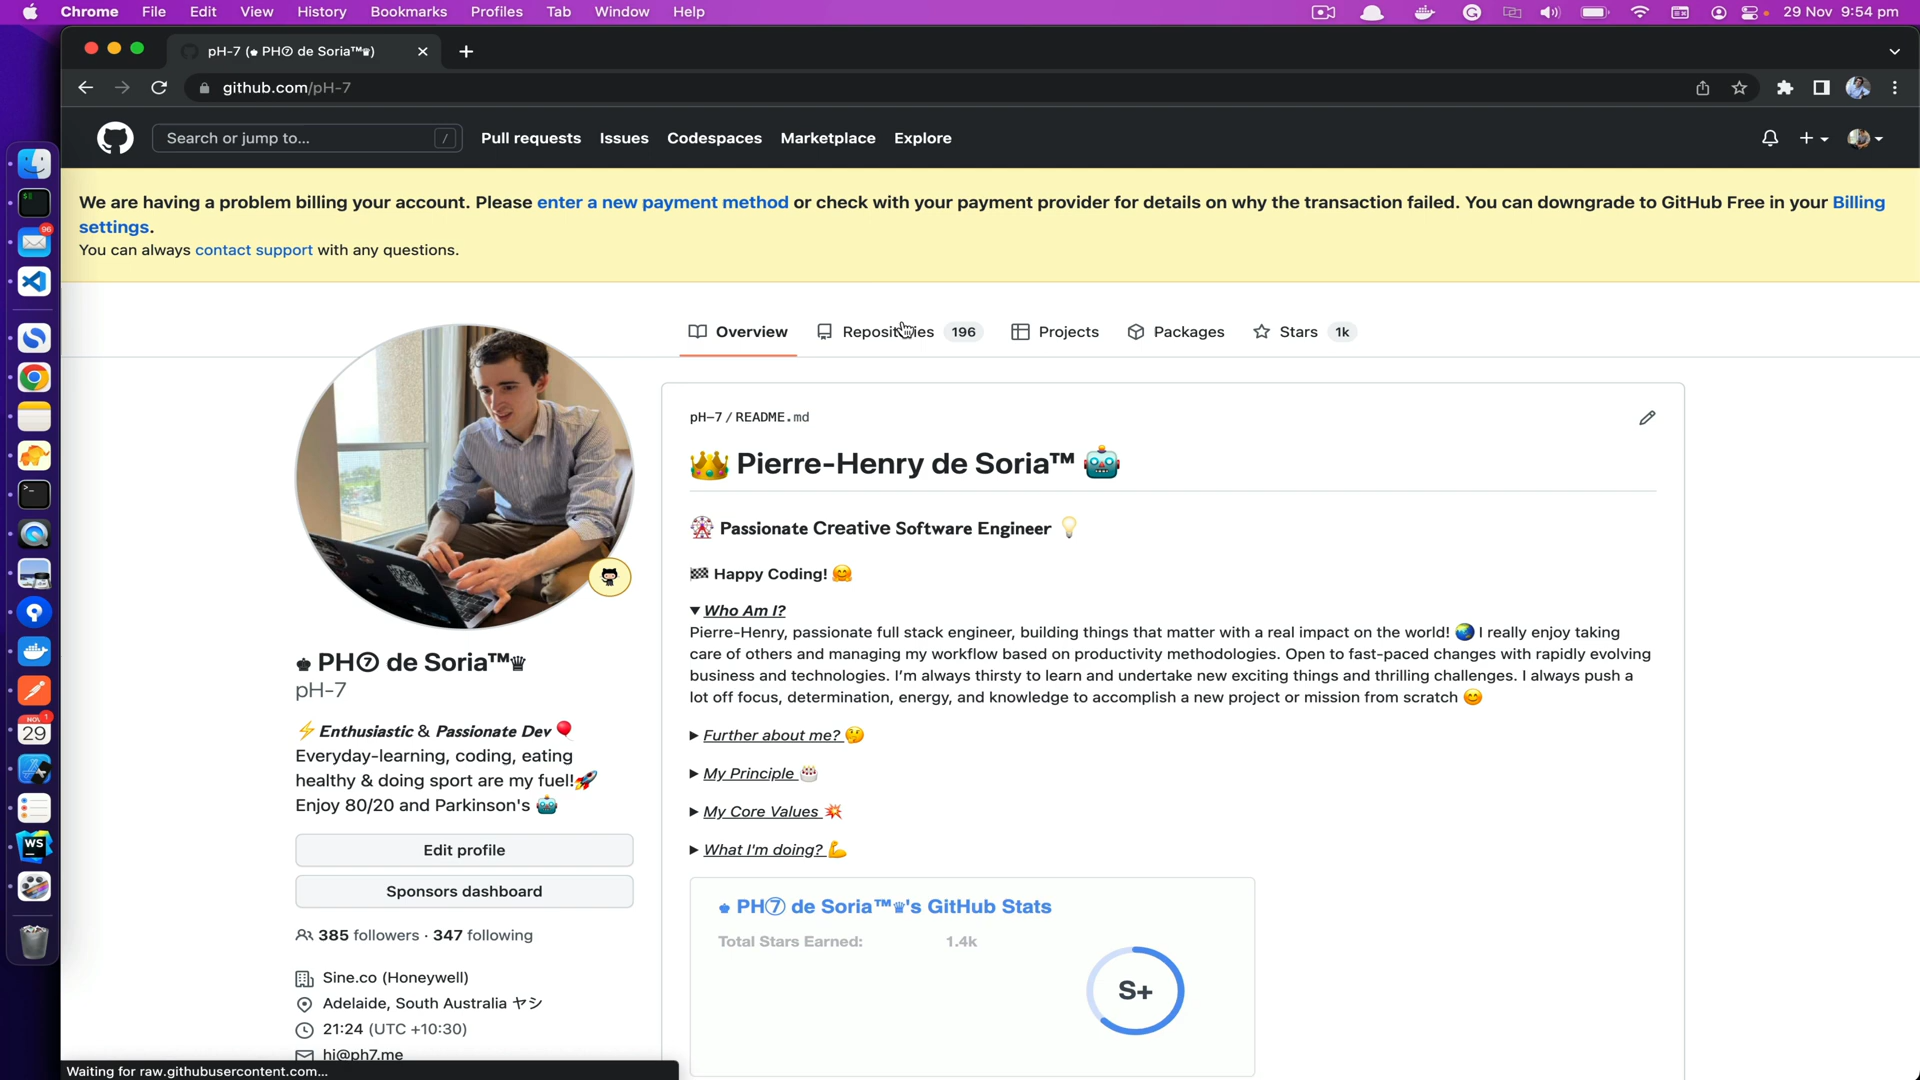 Chrome File Edit View History Bookmarks Profiles Tab Window Help 29 Nov 9:54 pm
pH-7 (♚ PH⑦ de Soria™♛)
github.com/pH-7
Search or jump to... / Pull requests Issues Codespaces Marketplace Explore
We are having a problem billing your account. Please enter a new payment method or check with your payment provider for details on why the transaction failed. You can downgrade to GitHub Free in your Billing
settings.
You can always contact support with any questions.
Overview Repositories 196 Projects Packages Stars 1k
pH-7 / README.md
👑 Pierre-Henry de Soria™ 🤖
🎡 Passionate Creative Software Engineer 💡
🏁 Happy Coding! 🤗
▼ Who Am I?
Pierre-Henry, passionate full stack engineer, building things that matter with a real impact on the world! 🌏 I really enjoy taking
care of others and managing my workflow based on productivity methodologies. Open to fast-paced changes with rapidly evolving
business and technologies. I'm always thirsty to learn and undertake new exciting things and thrilling challenges. I always push a
lot off focus, determination, energy, and knowledge to accomplish a new project or mission from scratch 😊
▶ Further about me? 🤔
▶ My Principle 🎂
▶ My Core Values 💥
▶ What I'm doing? 💪
♚ PH⑦ de Soria™♛'s GitHub Stats
Total Stars Earned: 1.4k
S+
♚ PH⑦ de Soria™♛
pH-7
⚡️ Enthusiastic & Passionate Dev 🎈
Everyday-learning, coding, eating
healthy & doing sport are my fuel!🚀
Enjoy 80/20 and Parkinson's 🤖
Edit profile
Sponsors dashboard
385 followers · 347 following
Sine.co (Honeywell)
Adelaide, South Australia ヤシ
21:24 (UTC +10:30)
hi@ph7.me
Waiting for raw.githubusercontent.com...
96
NOV 1
29
WS